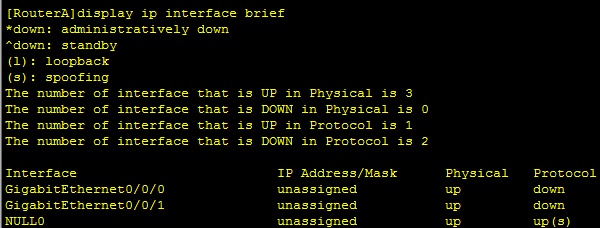 [RouterA]display ip interface brief
*down: administratively down
^down: standby
(l): loopback
(s): spoofing
The number of interface that is UP in Physical is 3
The number of interface that is DOWN in Physical is 0
The number of interface that is UP in Protocol is 1
The number of interface that is DOWN in Protocol is 2
Interface IP Address/Mask Physical Protocol
GigabitEthernet0/0/0 unassigned up down
GigabitEthernet0/0/1 unassigned up down
NULL0 unassigned up up(s)